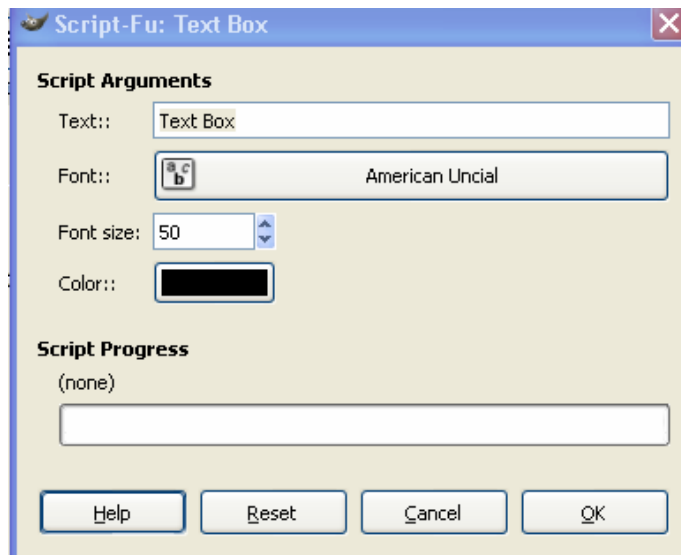 Script-Fu: Text Box
Script Arguments
Text:: Text Box
Font:: American Uncial
Font size: 50
Color::
Script Progress
(none)
Help Reset Cancel OK